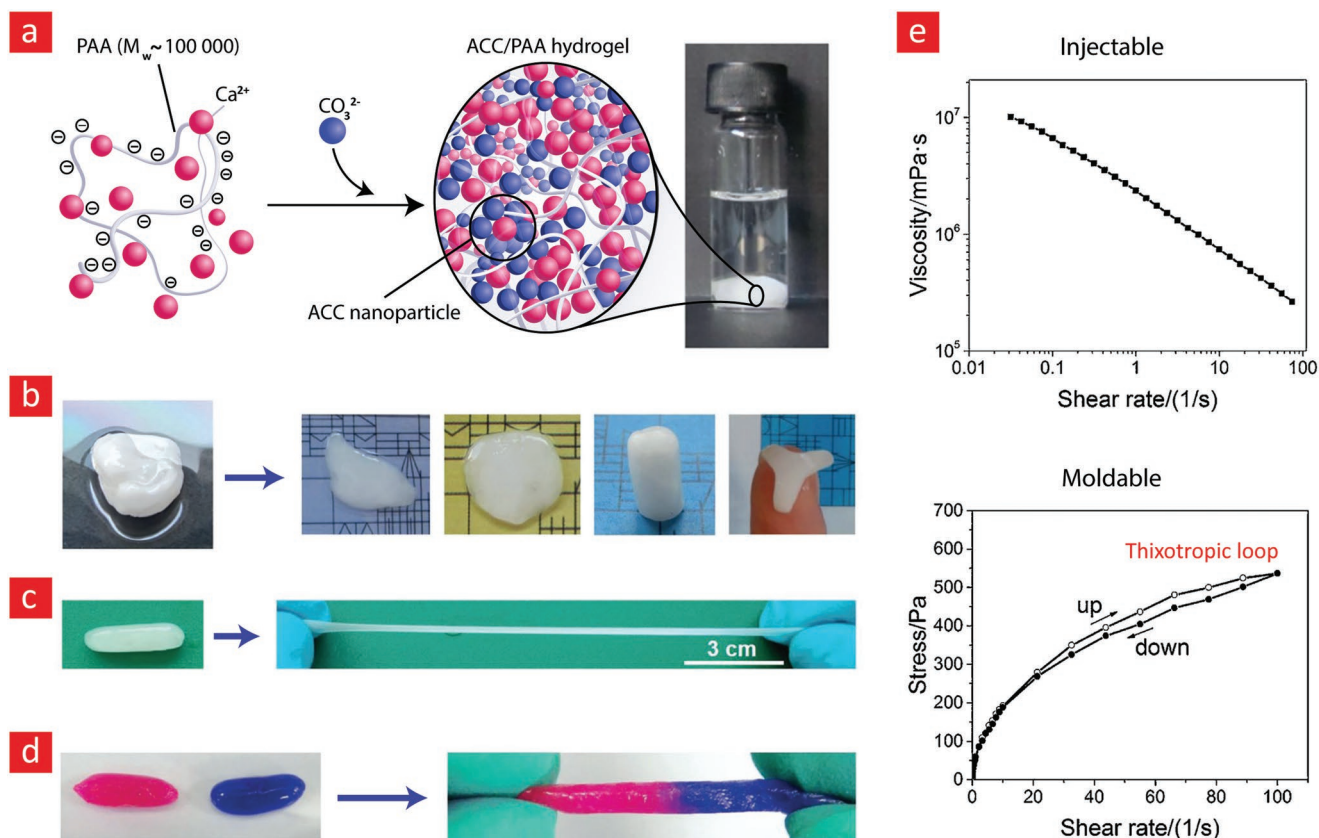 a
PAA (Mw~ 100 000)
Ca²⁺
CO₃²⁻
ACC/PAA hydrogel
ACC nanoparticle
b
c
3 cm
d
e
Injectable
Viscosity/mPa·s
10⁷
10⁶
10⁵
0.01 0.1 1 10 100
Shear rate/(1/s)
Moldable
Stress/Pa
700
600
500
400
300
200
100
0
Thixotropic loop
up
down
0 20 40 60 80 100
Shear rate/(1/s)